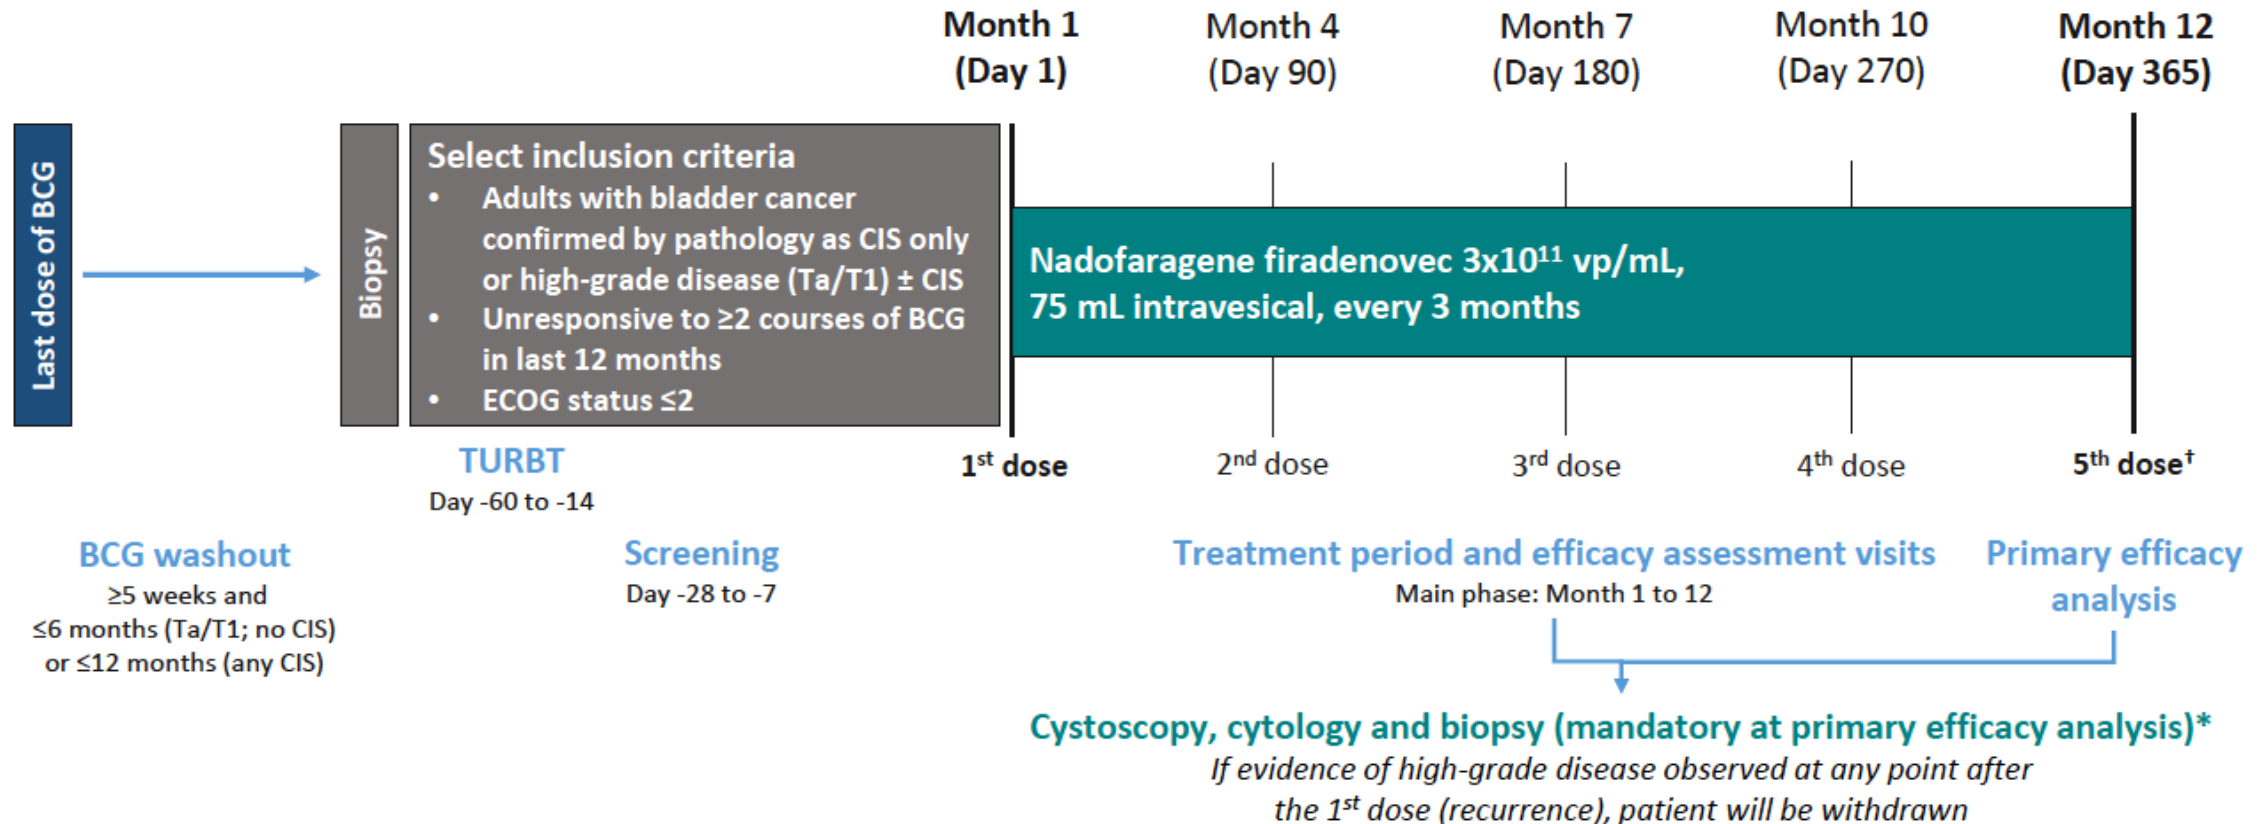 Month 1
(Day 1)
Month 4
(Day 90)
Month 7
(Day 180)
Month 10
(Day 270)
Month 12
(Day 365)
Last dose of BCG
Biopsy
Select inclusion criteria
• Adults with bladder cancer
confirmed by pathology as CIS only
or high-grade disease (Ta/T1) ± CIS
• Unresponsive to ≥2 courses of BCG
in last 12 months
• ECOG status ≤2
Nadofaragene firadenovec 3x10¹¹ vp/mL,
75 mL intravesical, every 3 months
TURBT
Day -60 to -14
1st dose
2nd dose
3rd dose
4th dose
5th dose†
BCG washout
≥5 weeks and
≤6 months (Ta/T1; no CIS)
or ≤12 months (any CIS)
Screening
Day -28 to -7
Treatment period and efficacy assessment visits
Main phase: Month 1 to 12
Primary efficacy
analysis
Cystoscopy, cytology and biopsy (mandatory at primary efficacy analysis)*
If evidence of high-grade disease observed at any point after
the 1st dose (recurrence), patient will be withdrawn